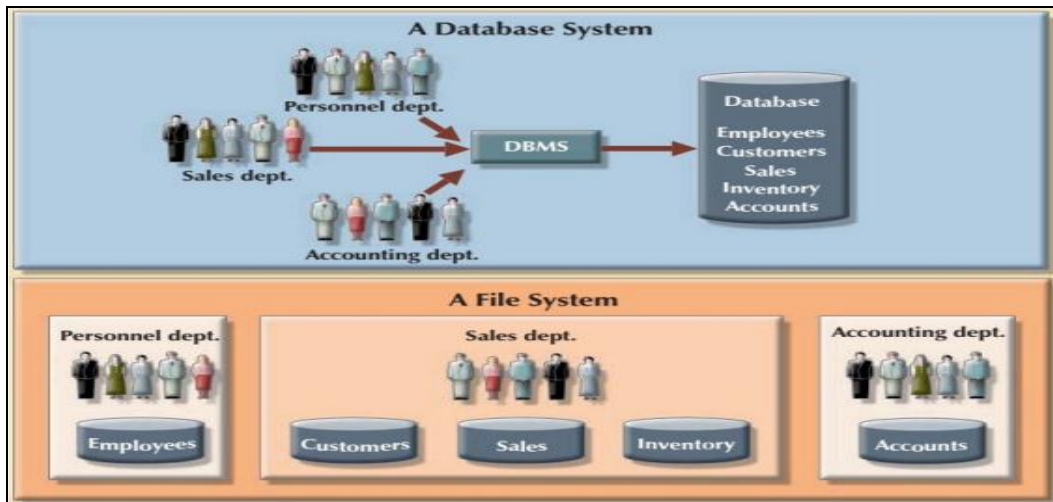 A Database System
Personnel dept.
Sales dept.
Accounting dept.
DBMS
Database
Employees
Customers
Sales
Inventory
Accounts
A File System
Personnel dept.
Employees
Sales dept.
Customers
Sales
Inventory
Accounting dept.
Accounts